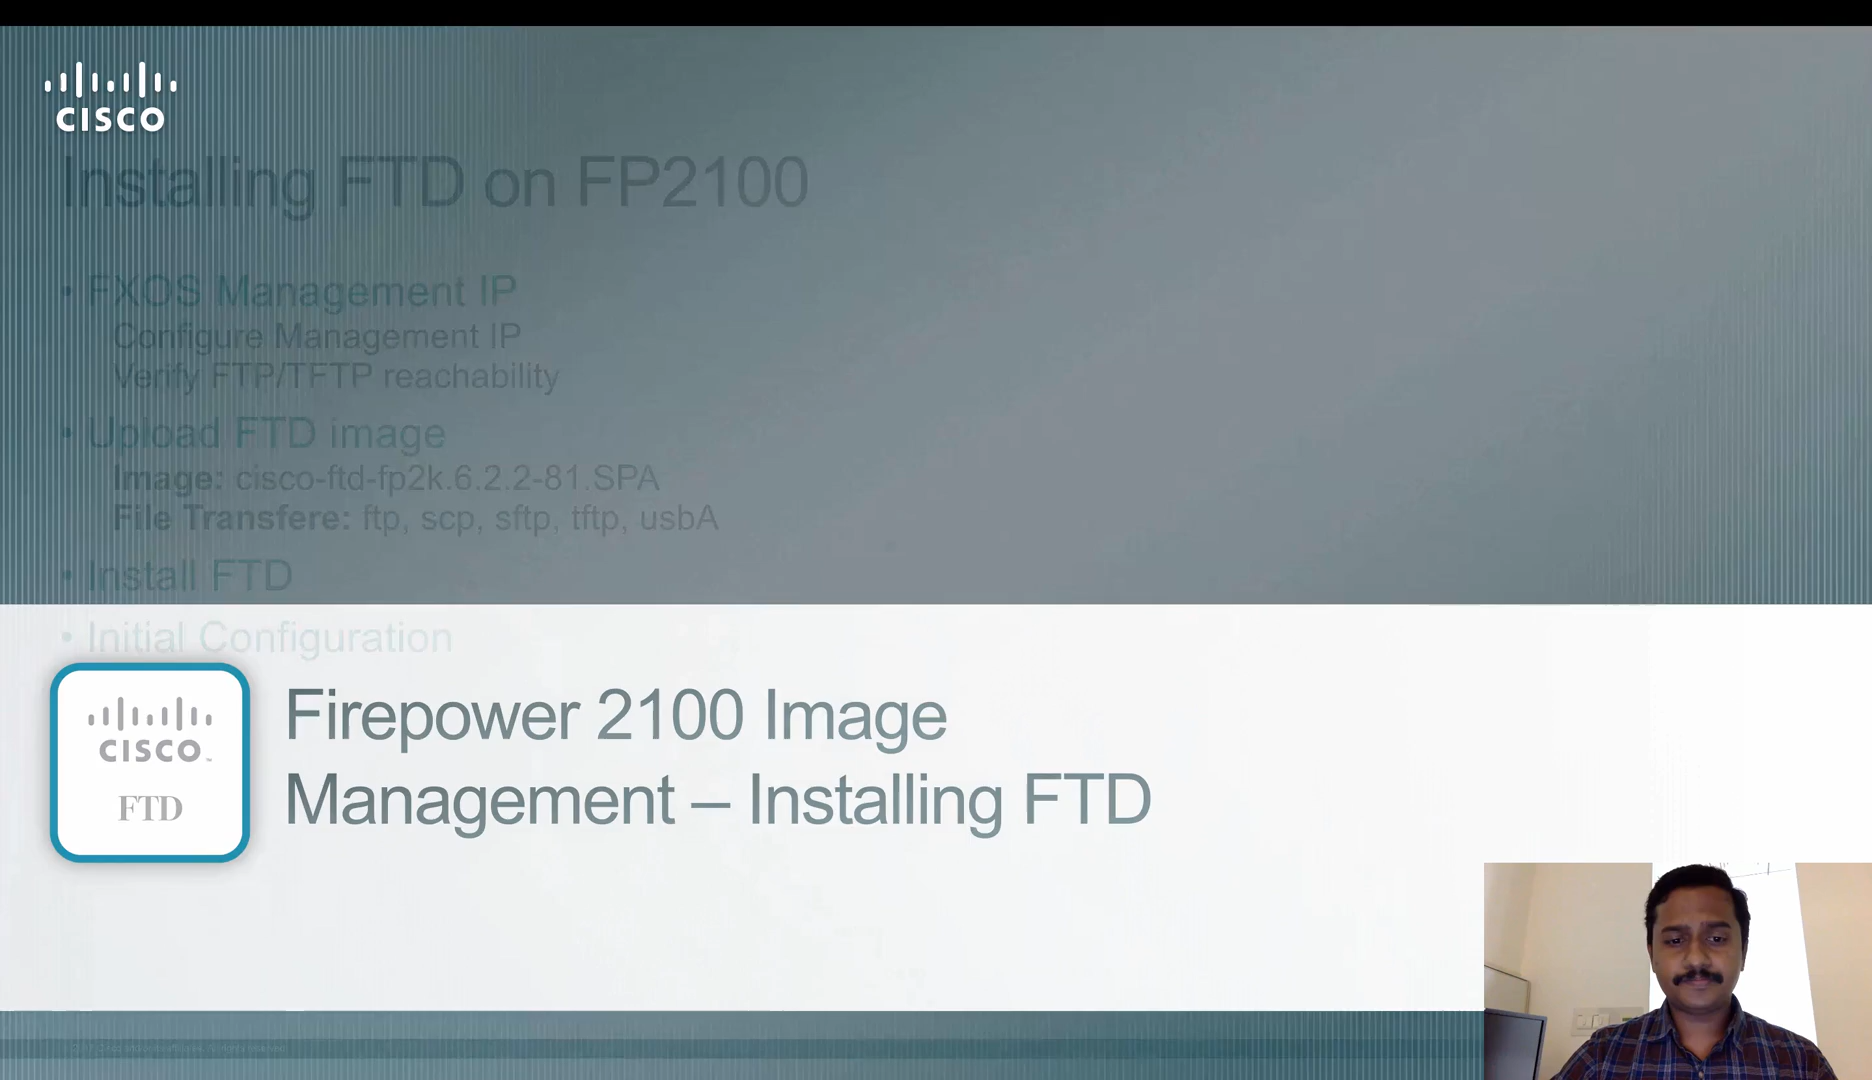 CISCO
Installing FTD on FP2100
• FXOS Management IP
Configure Management IP
Verify FTP/TFTP reachability
• Upload FTD image
Image: cisco-ftd-fp2k.6.2.2-81.SPA
File Transfere: ftp, scp, sftp, tftp, usbA
• Install FTD
• Initial Configuration
CISCO™
FTD
Firepower 2100 Image
Management – Installing FTD